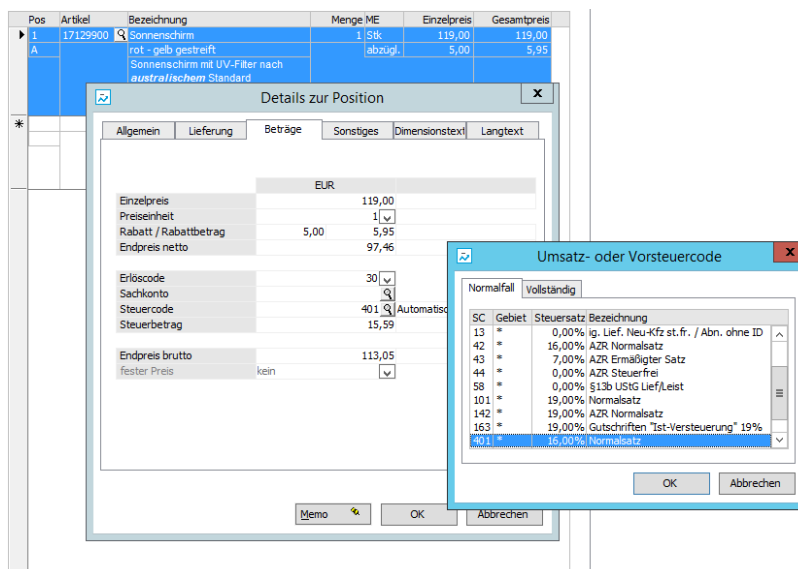 Pos Artikel Bezeichnung Menge ME Einzelpreis Gesamtpreis
1 17129900 Sonnenschirm 1 Stk 119,00 119,00
A rot - gelb gestreift abzügl. 5,00 5,95
Sonnenschirm mit UV-Filter nach
australischem Standard
Details zur Position
x
*
Allgemein Lieferung Beträge Sonstiges Dimensionstext Langtext
EUR
Einzelpreis 119,00
Preiseinheit 1
Rabatt / Rabattbetrag 5,00 5,95
Endpreis netto 97,46
Erlöscode 30
Sachkonto
Steuercode 401
Steuerbetrag 15,59
Endpreis brutto 113,05
fester Preis kein
Memo OK Abbrechen
Umsatz- oder Vorsteuercode
x
Normalfall Vollständig
SC Gebiet Steuersatz Bezeichnung
13 * 0,00% ig. Lief. Neu-Kfz st.fr. / Abn. ohne ID
42 * 16,00% AZR Normalsatz
43 * 7,00% AZR Ermäßigter Satz
44 * 0,00% AZR Steuerfrei
58 * 0,00% §13b UStG Lief/Leist
101 * 19,00% Normalsatz
142 * 19,00% AZR Normalsatz
163 * 19,00% Gutschriften "Ist-Versteuerung" 19%
401 * 16,00% Normalsatz
OK Abbrechen